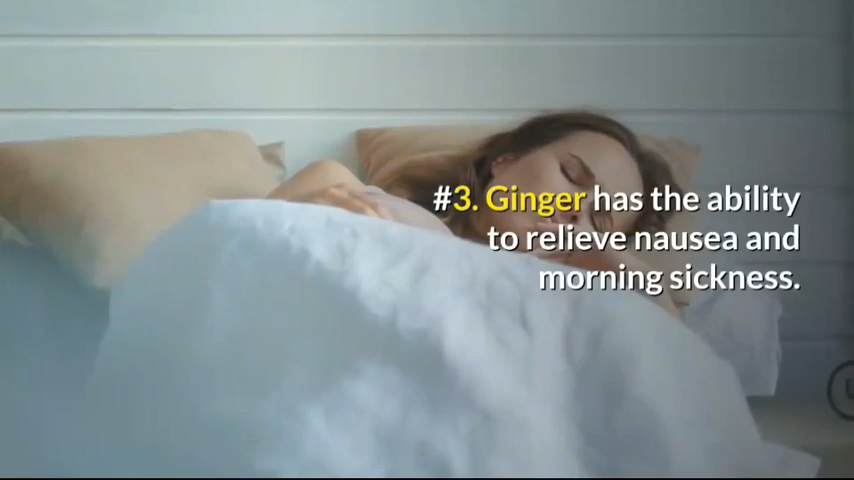 #3. Ginger has the ability
to relieve nausea and
morning sickness.